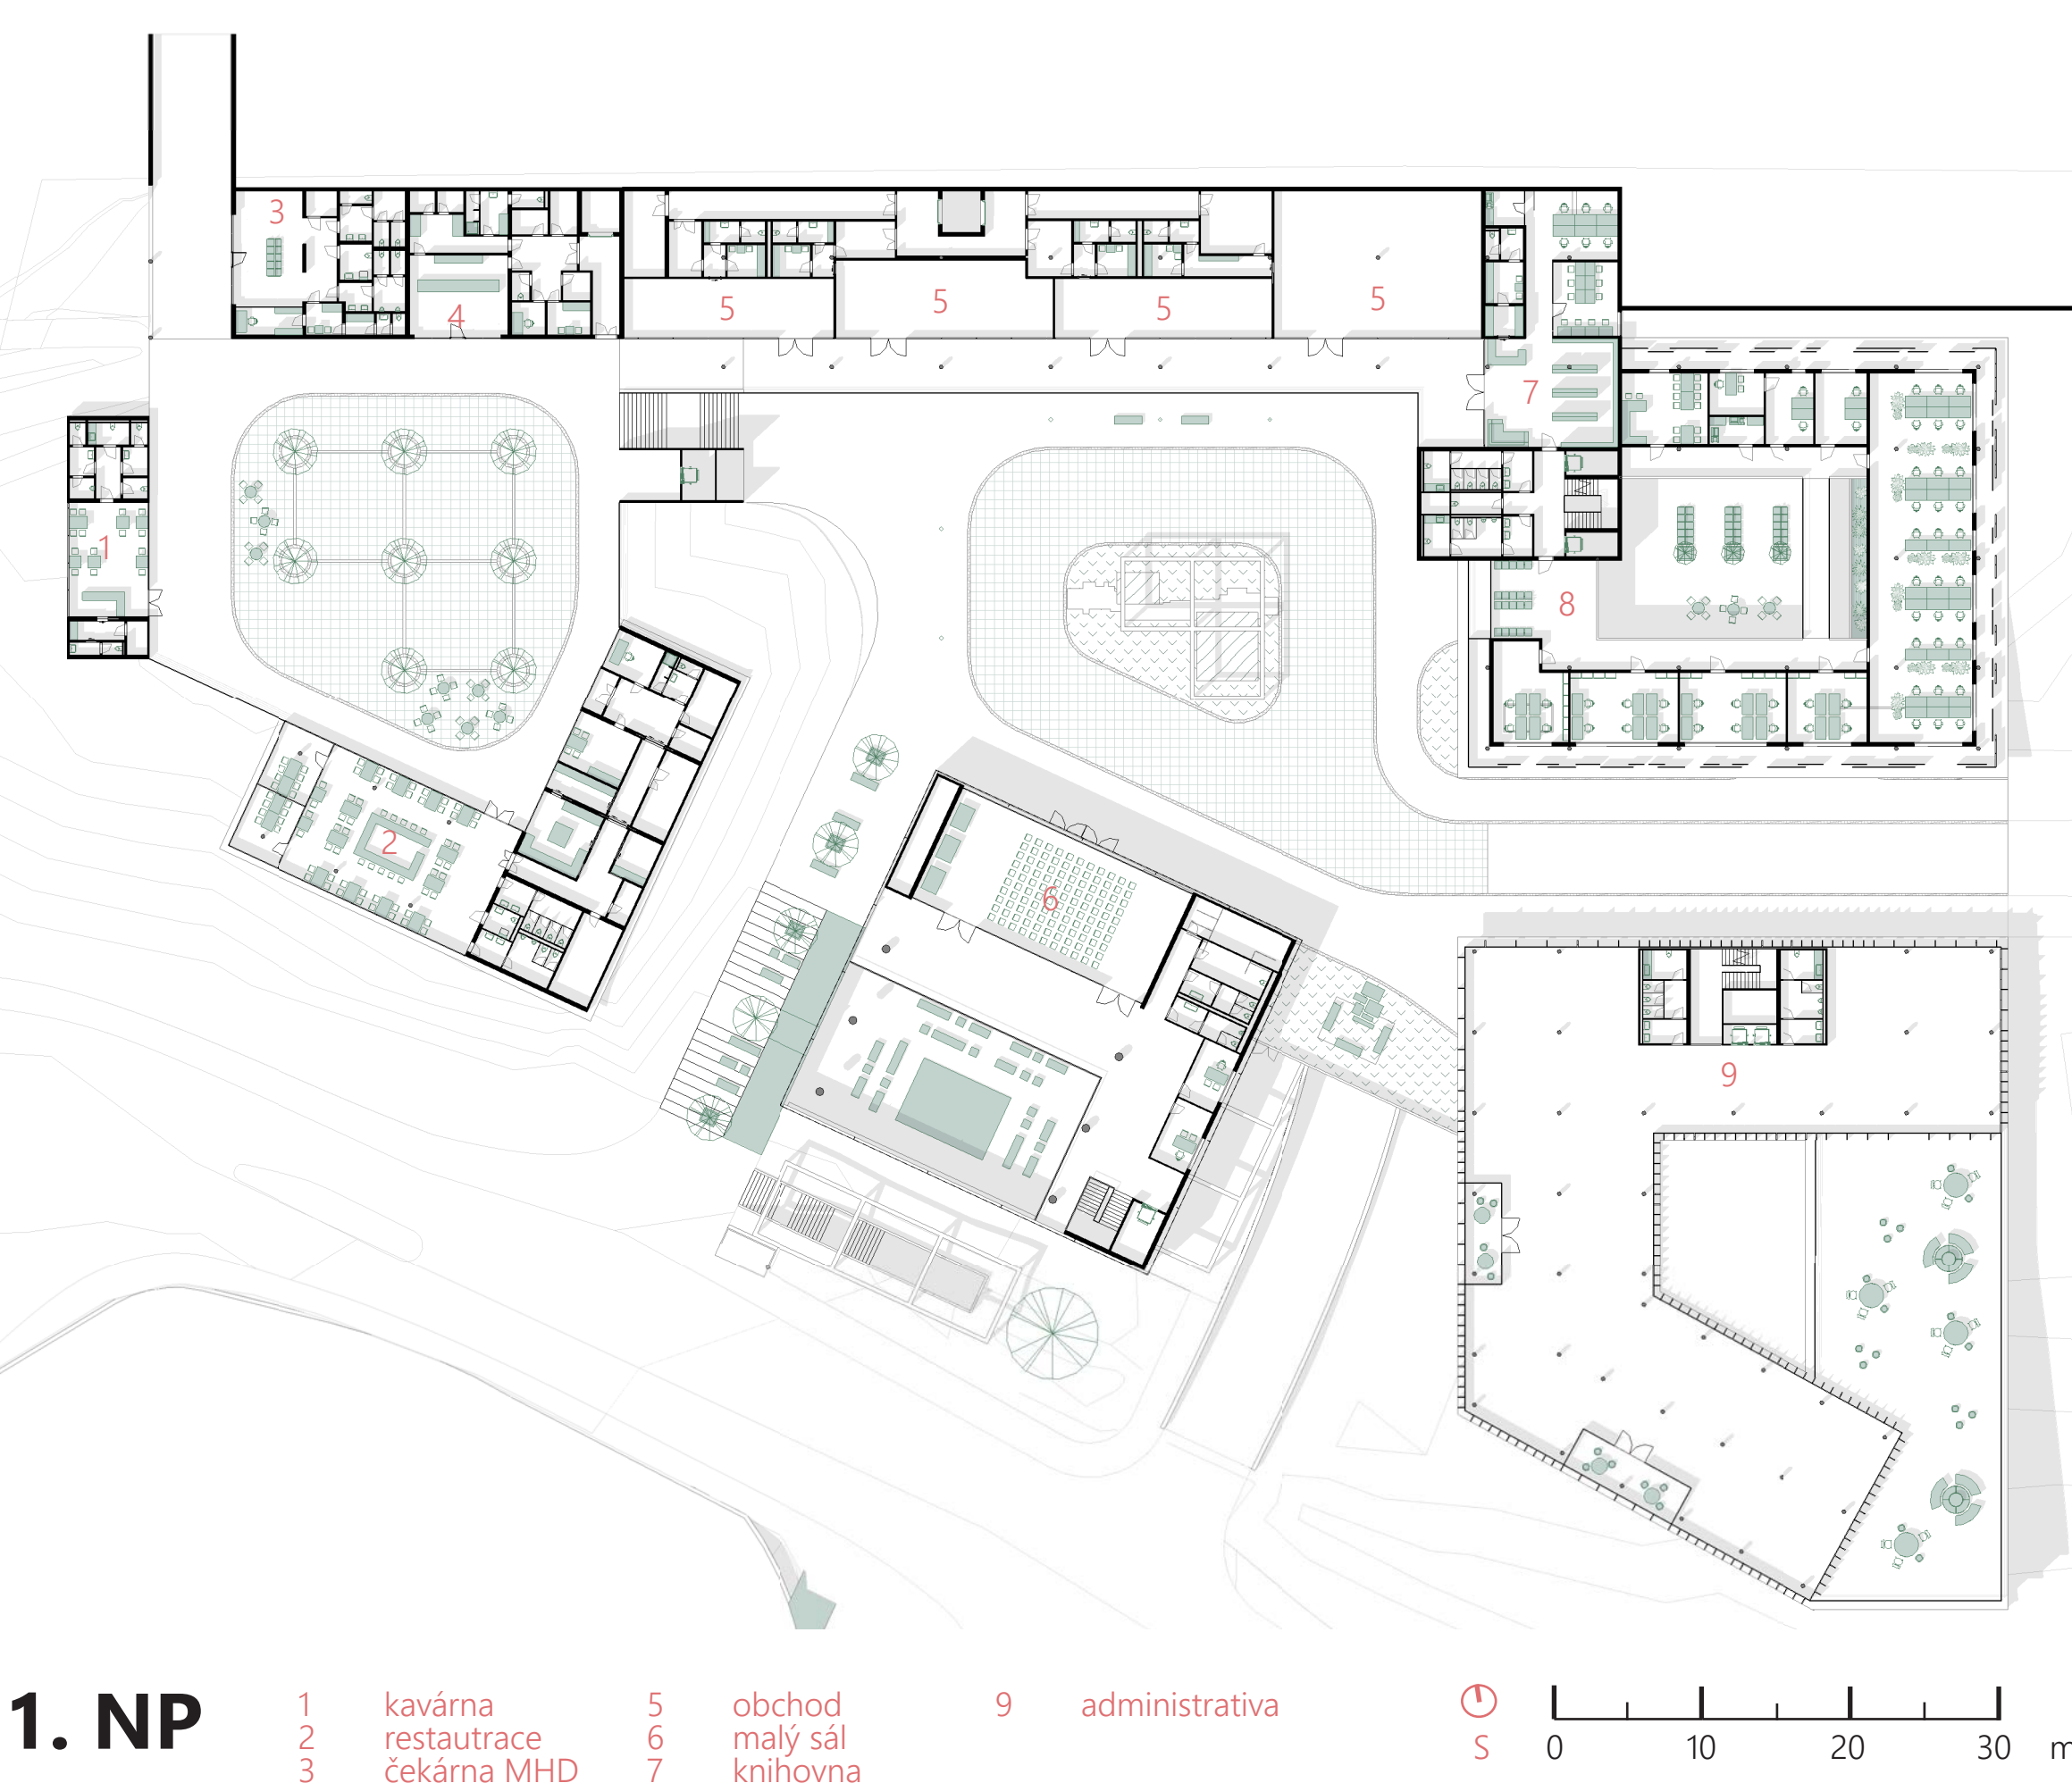 3
4
5
5
5
5
7
1
8
2
6
9
1. NP
1 kavárna
2 restautrace
3 čekárna MHD
5 obchod
6 malý sál
7 knihovna
9 administrativa
S
0 10 20 30 m